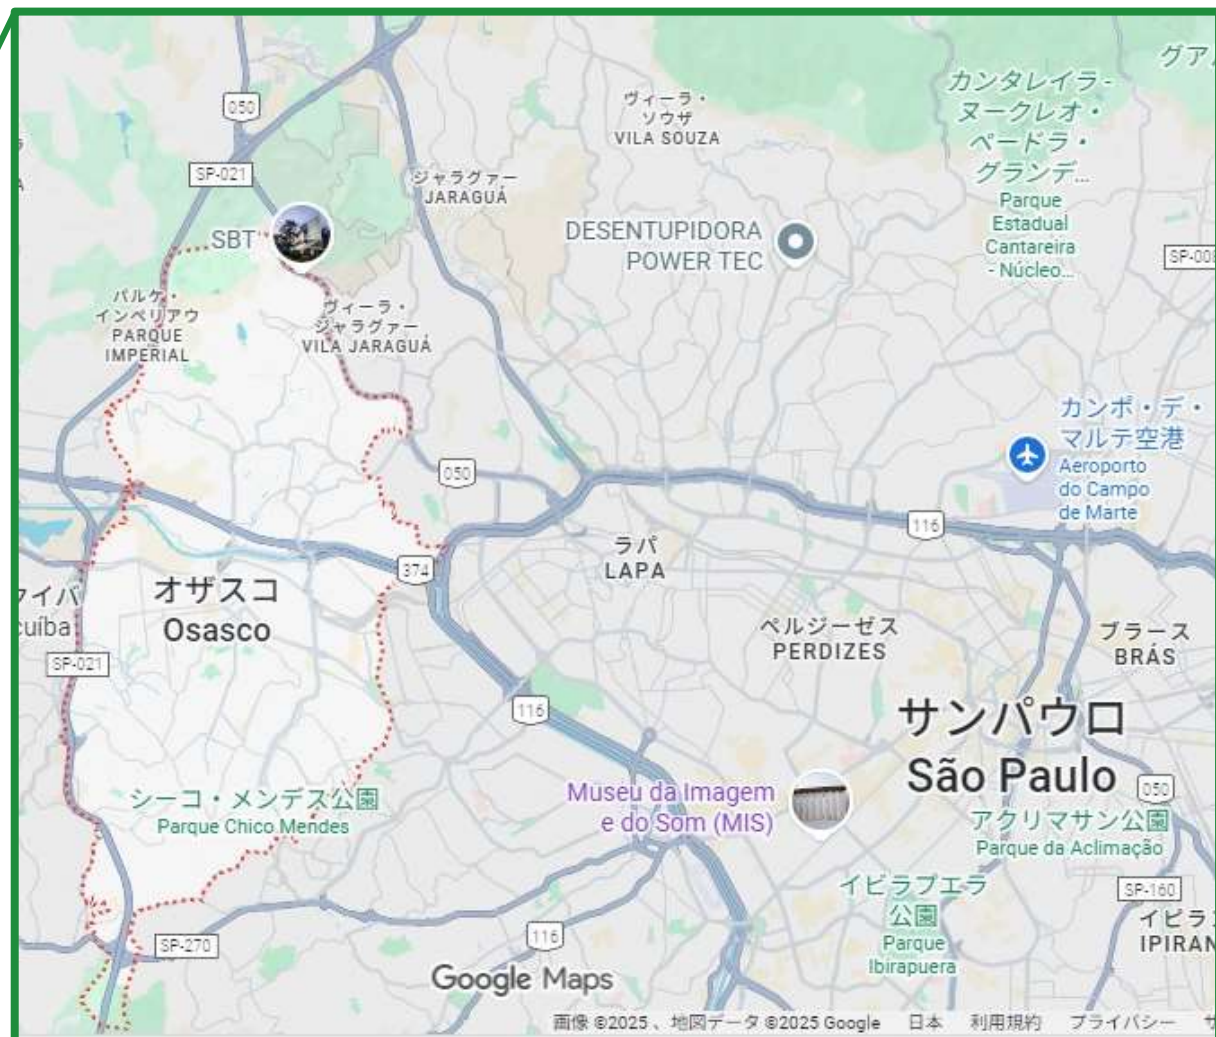 グア
カンタレイラ -
ヌークレオ・
ペードラ・
グランデ...
Parque
Estadual
Cantareira
- Núcleo...
ヴィーラ・
ソウザ
VILA SOUZA
050
SP-021
ジャラグァー
JARAGUÁ
SBT
DESENTUPIDORA
POWER TEC
SP-008
パルケ・
インペリアウ
PARQUE
IMPERIAL
ヴィーラ・
ジャラグァー
VILA JARAGUÁ
カンポ・デ・
マルテ空港
Aeroporto
do Campo
de Marte
050
116
ラパ
LAPA
374
オザスコ
Osasco
クイバ
cuíba
SP-021
ペルジーゼス
PERDIZES
ブラース
BRÁS
116
サンパウロ
São Paulo
050
シーコ・メンデス公園
Parque Chico Mendes
Museu da Imagem
e do Som (MIS)
アクリマサン公園
Parque da Aclimação
イビラプエラ
公園
Parque
Ibirapuera
SP-160
イピラ
IPIRAN
116
SP-270
Google Maps
画像 ©2025 、地図データ ©2025 Google 日本 利用規約 プライバシー